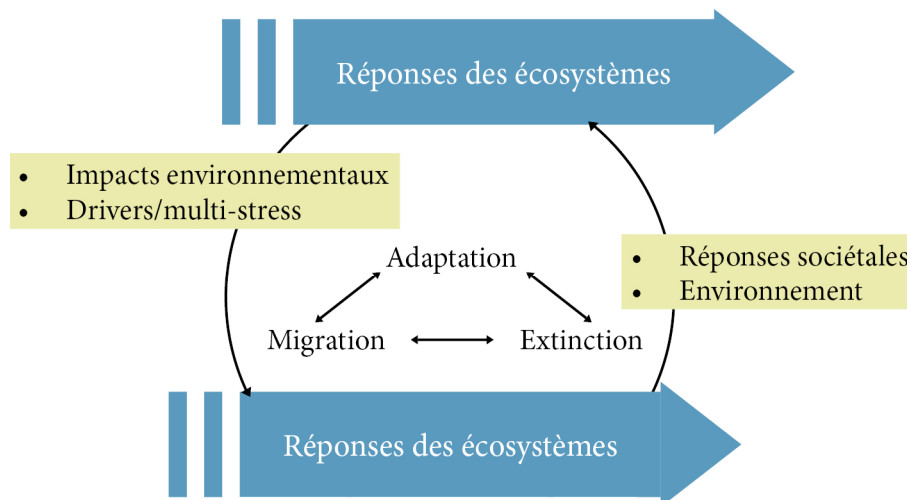 Réponses des écosystèmes
• Impacts environnementaux
• Drivers/multi-stress
Adaptation
• Réponses sociétales
• Environnement
Migration
Extinction
Réponses des écosystèmes